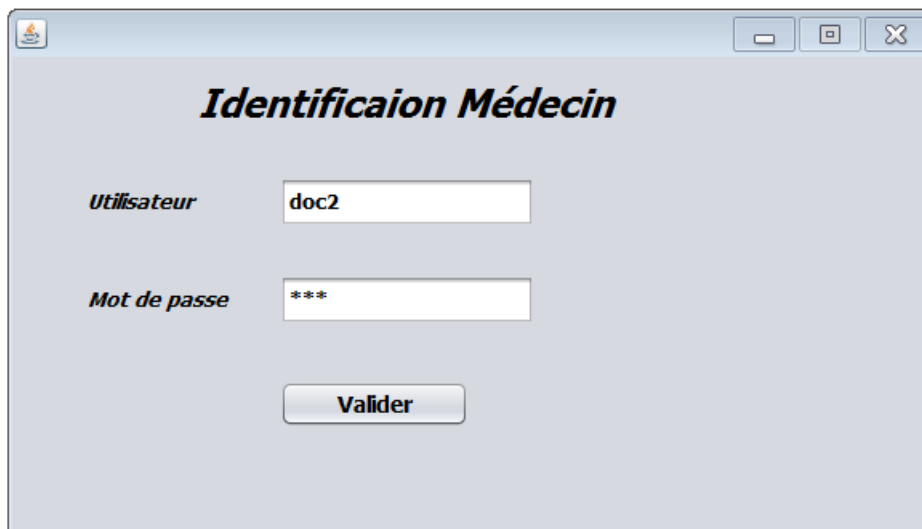 Identificaion Médecin
Utilisateur doc2
Mot de passe ***
Valider